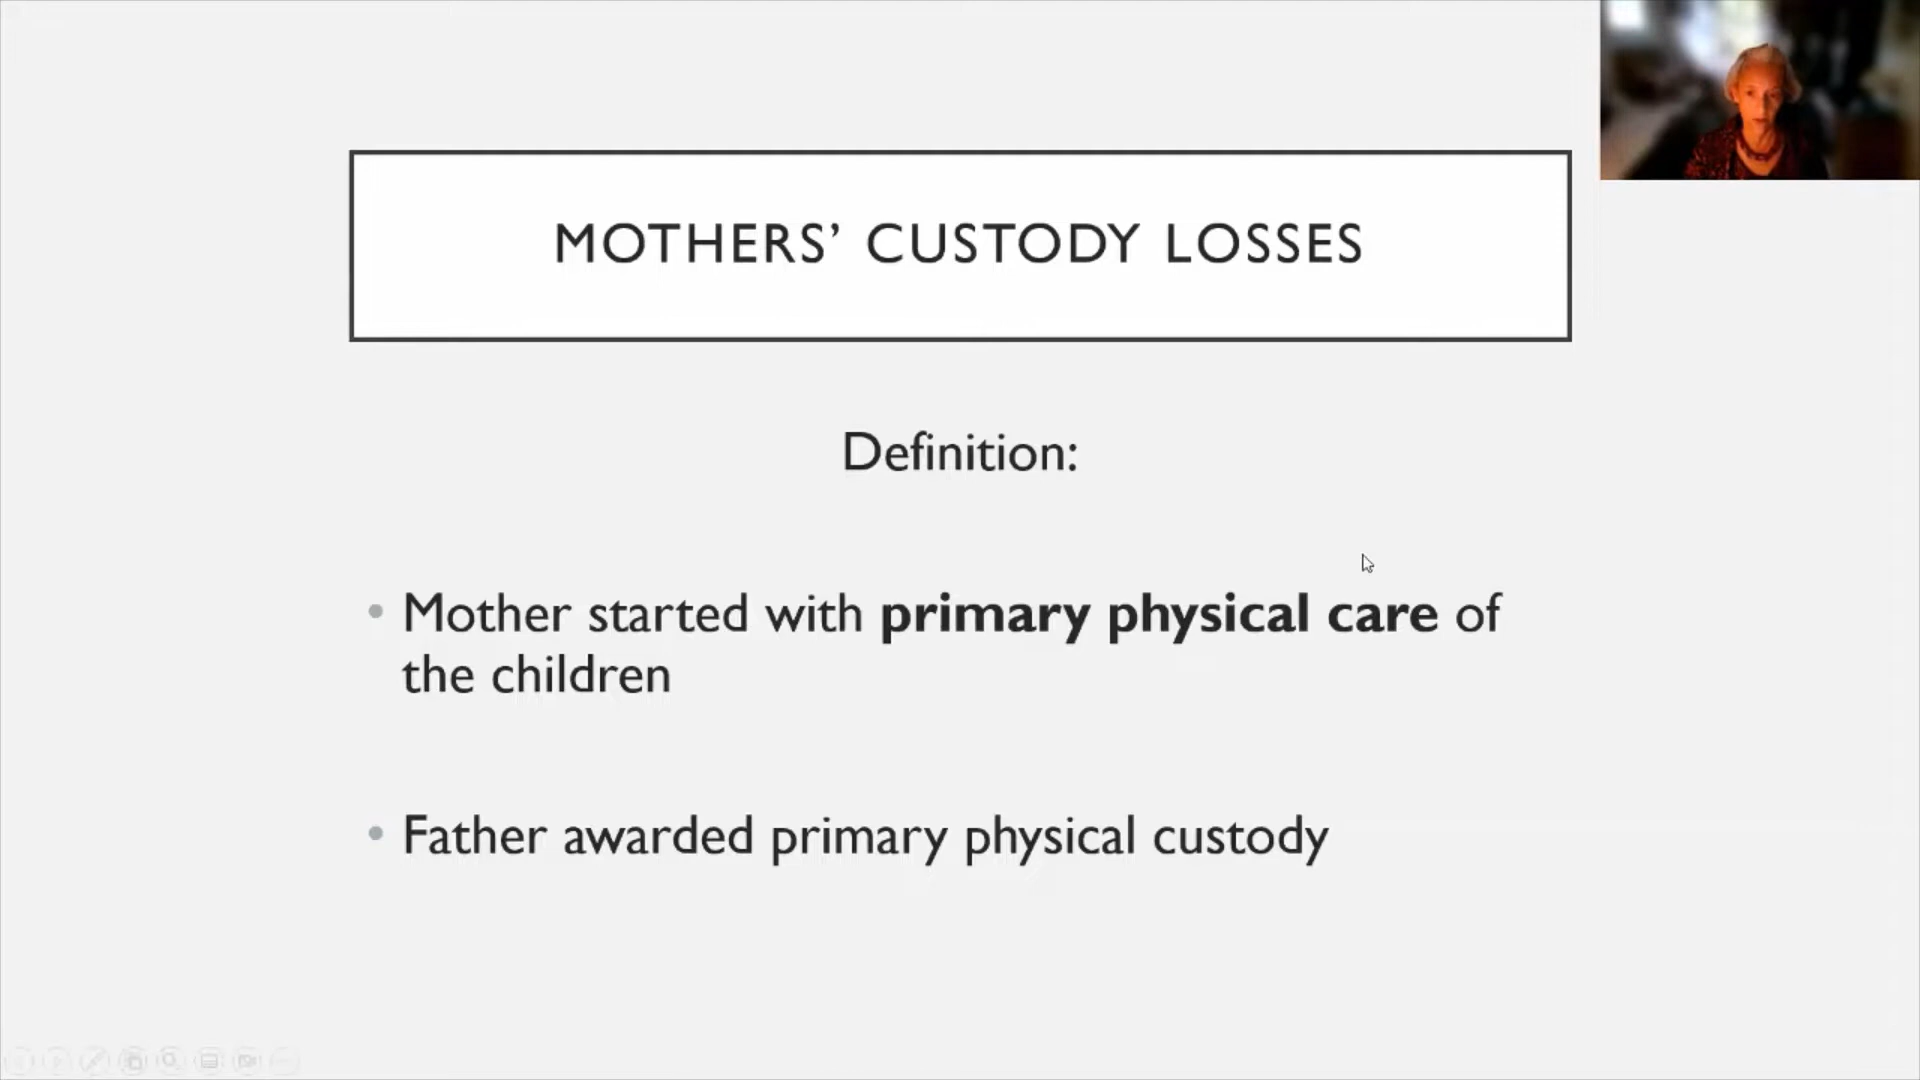 MOTHERS’ CUSTODY LOSSES
Definition:
• Mother started with primary physical care of
the children
• Father awarded primary physical custody